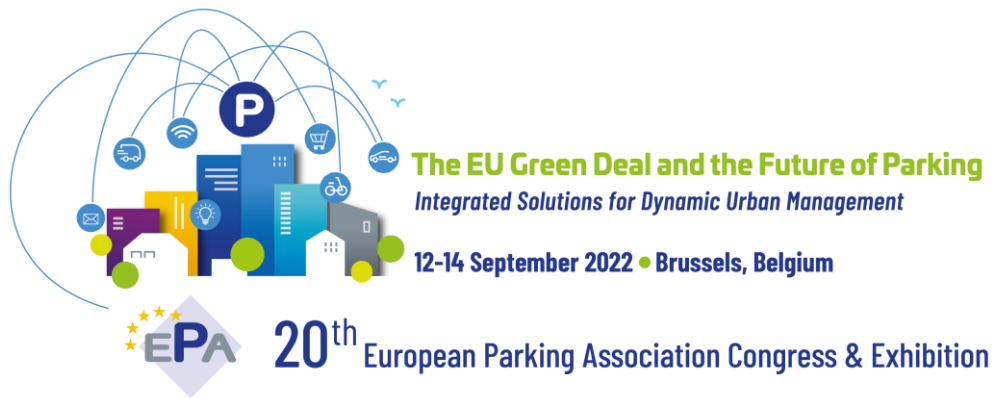 P
The EU Green Deal and the Future of Parking
Integrated Solutions for Dynamic Urban Management
12-14 September 2022 • Brussels, Belgium
EPA
20th European Parking Association Congress & Exhibition